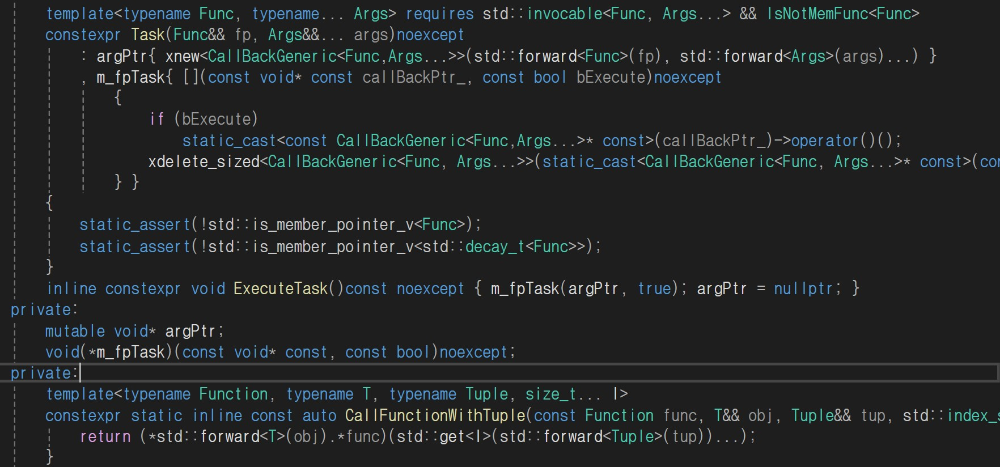 template<typename Func, typename... Args> requires std::invocable<Func, Args...> && IsNotMemFunc<Func>
constexpr Task(Func&& fp, Args&&... args)noexcept
: argPtr{ xnew<CallBackGeneric<Func,Args...>>(std::forward<Func>(fp), std::forward<Args>(args)...) }
, m_fpTask{ [](const void* const callBackPtr_, const bool bExecute)noexcept
{
if (bExecute)
static_cast<const CallBackGeneric<Func,Args...>* const>(callBackPtr_)->operator()();
xdelete_sized<CallBackGeneric<Func, Args...>>(static_cast<CallBackGeneric<Func, Args...>* const>(con
} }
{
static_assert(!std::is_member_pointer_v<Func>);
static_assert(!std::is_member_pointer_v<std::decay_t<Func>>);
}
inline constexpr void ExecuteTask()const noexcept { m_fpTask(argPtr, true); argPtr = nullptr; }
private:
mutable void* argPtr;
void(*m_fpTask)(const void* const, const bool)noexcept;
private:
template<typename Function, typename T, typename Tuple, size_t... I>
constexpr static inline const auto CallFunctionWithTuple(const Function func, T&& obj, Tuple&& tup, std::index_s
return (*std::forward<T>(obj).*func)(std::get<I>(std::forward<Tuple>(tup))...);
}